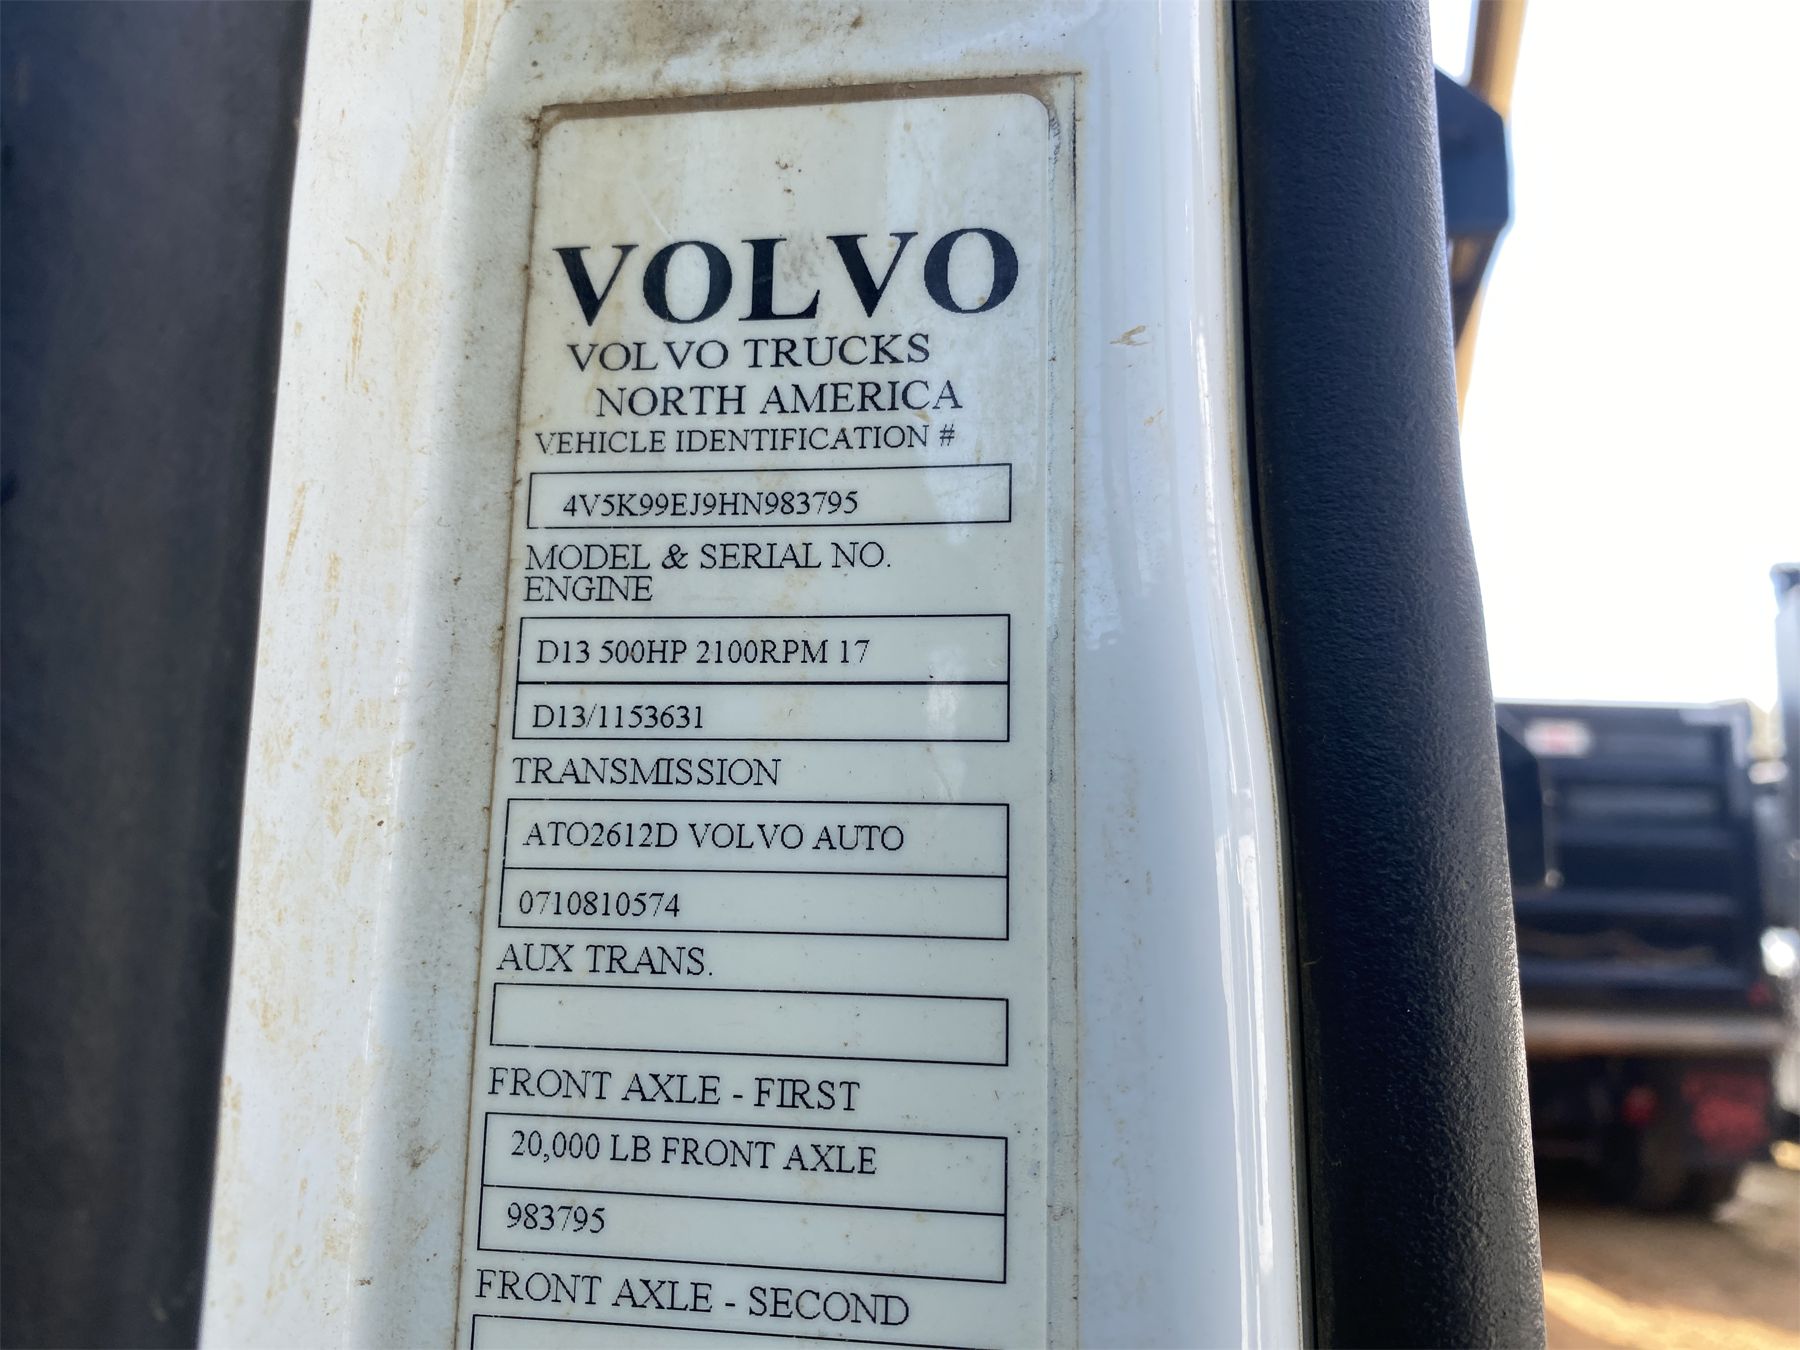 VOLVO
VOLVO TRUCKS
NORTH AMERICA
VEHICLE IDENTIFICATION #
4V5K99EJ9HN983795
MODEL & SERIAL NO.
ENGINE
D13 500HP 2100RPM 17
D13/1153631
TRANSMISSION
ATO2612D VOLVO AUTO
0710810574
AUX TRANS.
FRONT AXLE - FIRST
20,000 LB FRONT AXLE
983795
FRONT AXLE - SECOND